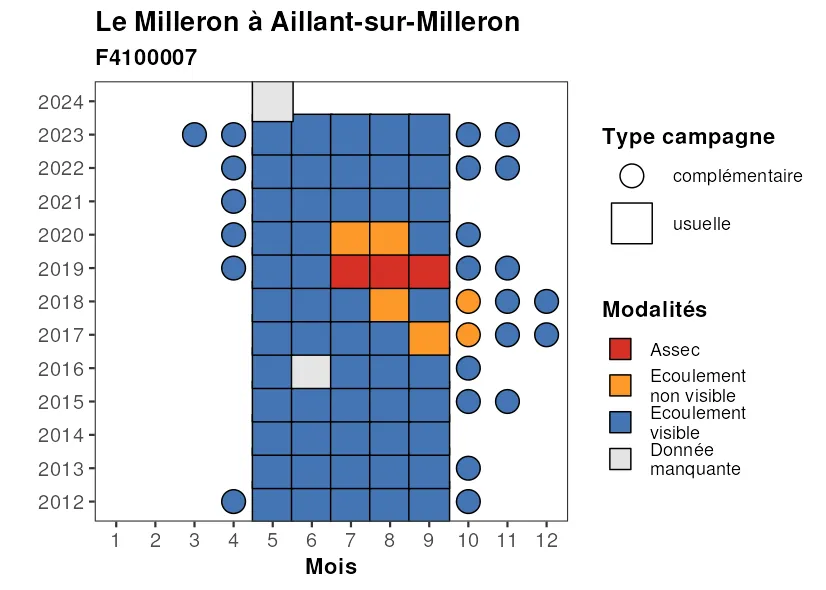 Le Milleron à Aillant-sur-Milleron
F4100007
2024
2023
2022
2021
2020
2019
2018
2017
2016
2015
2014
2013
2012
1 2 3 4 5 6 7 8 9 10 11 12
Mois
Type campagne
complémentaire
usuelle
Modalités
Assec
Ecoulement
non visible
Ecoulement
visible
Donnée
manquante